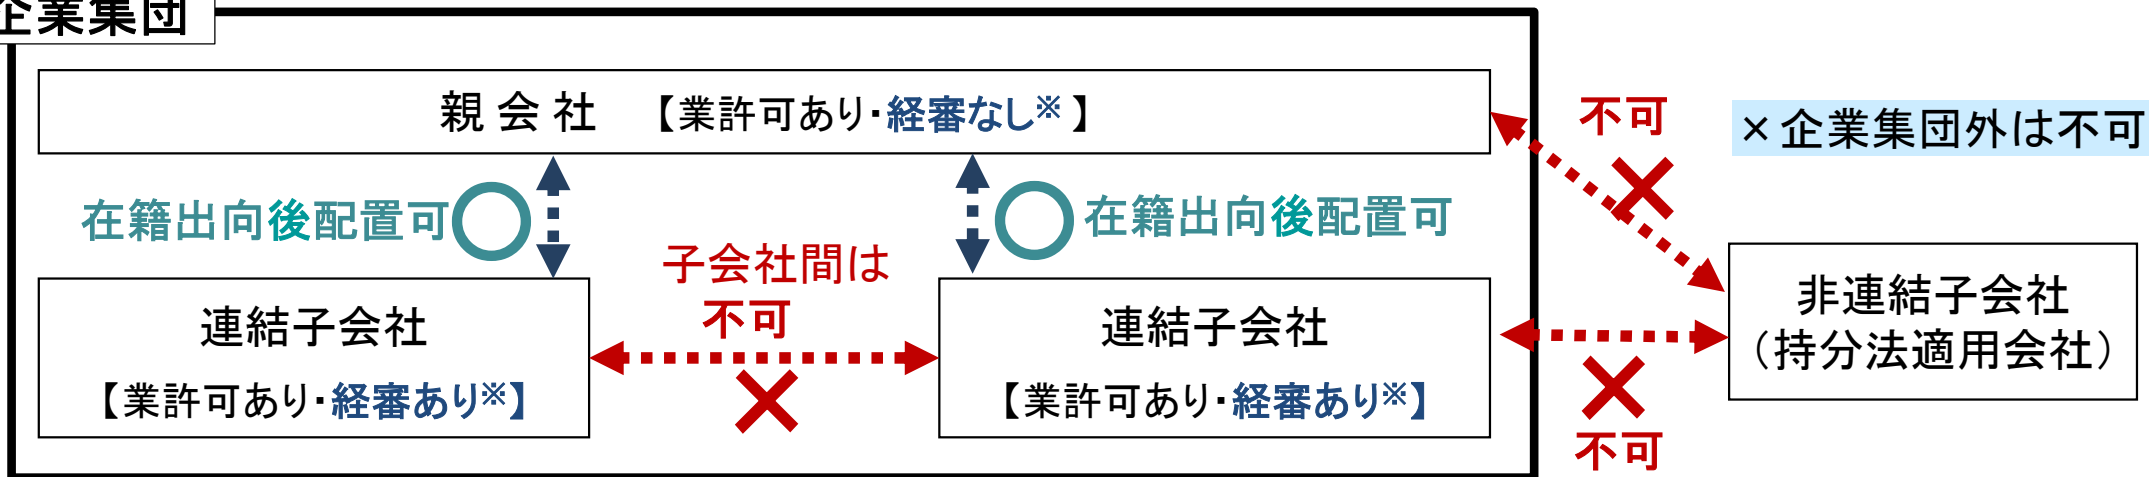 企業集団
親 会 社 【業許可あり・経審なし※ 】
不可
×企業集団外は不可
在籍出向後配置可
在籍出向後配置可
子会社間は
不可
連結子会社
【業許可あり・経審あり※】
連結子会社
【業許可あり・経審あり※】
非連結子会社
（持分法適用会社）
不可